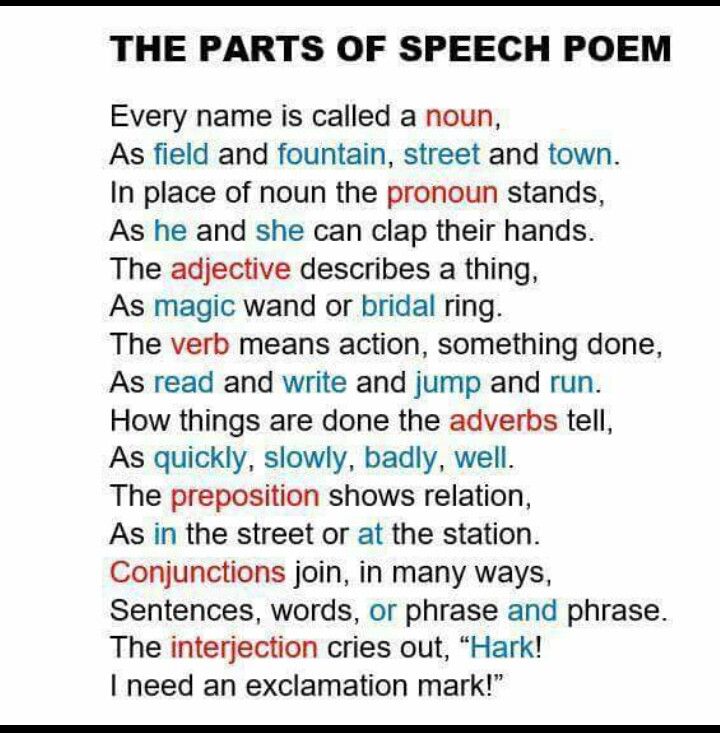 THE PARTS OF SPEECH POEM
Every name is called a noun,
As field and fountain, street and town.
In place of noun the pronoun stands,
As he and she can clap their hands.
The adjective describes a thing,
As magic wand or bridal ring.
The verb means action, something done,
As read and write and jump and run.
How things are done the adverbs tell,
As quickly, slowly, badly, well.
The preposition shows relation,
As in the street or at the station.
Conjunctions join, in many ways,
Sentences, words, or phrase and phrase.
The interjection cries out, “Hark!
I need an exclamation mark!”